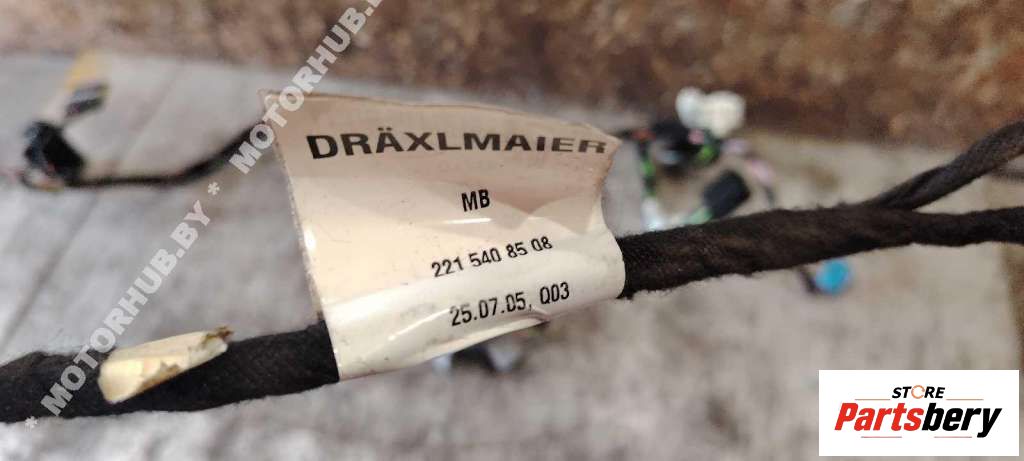 DRÄXLMAIER
MB
221 540 85 08
25.07.05, Q03
* MOTORHUB.BY * MOTORHUB.BY
STORE
Partsbery